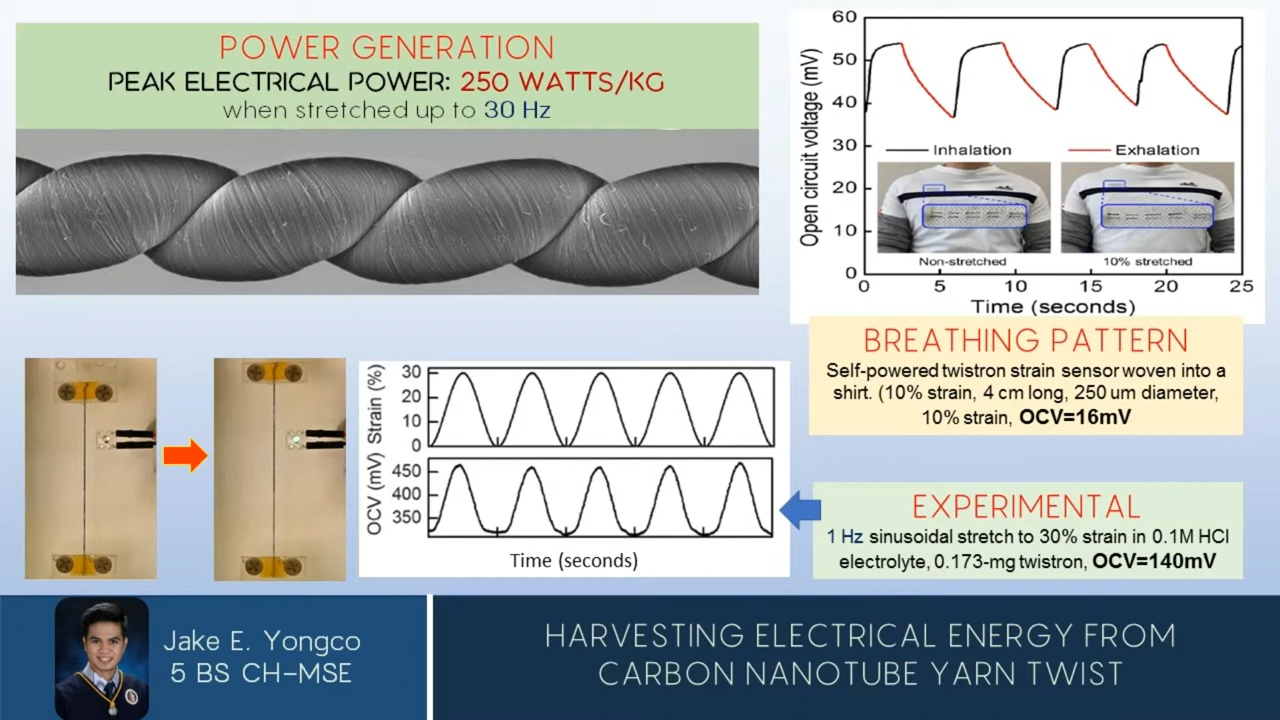 POWER GENERATION
PEAK ELECTRICAL POWER: 250 WATTS/KG
when stretched up to 30 Hz
Open circuit voltage (mV)
60
50
40
30
20
10
0
Inhalation
Exhalation
Non-stretched
10% stretched
0
5
10
15
20
25
Time (seconds)
BREATHING PATTERN
Self-powered twistron strain sensor woven into a
shirt. (10% strain, 4 cm long, 250 um diameter,
10% strain, OCV=16mV
Strain (%)
30
20
10
0
OCV (mV)
450
400
350
Time (seconds)
EXPERIMENTAL
1 Hz sinusoidal stretch to 30% strain in 0.1M HCl
electrolyte, 0.173-mg twistron, OCV=140mV
Jake E. Yongco
5 BS CH-MSE
HARVESTING ELECTRICAL ENERGY FROM
CARBON NANOTUBE YARN TWIST